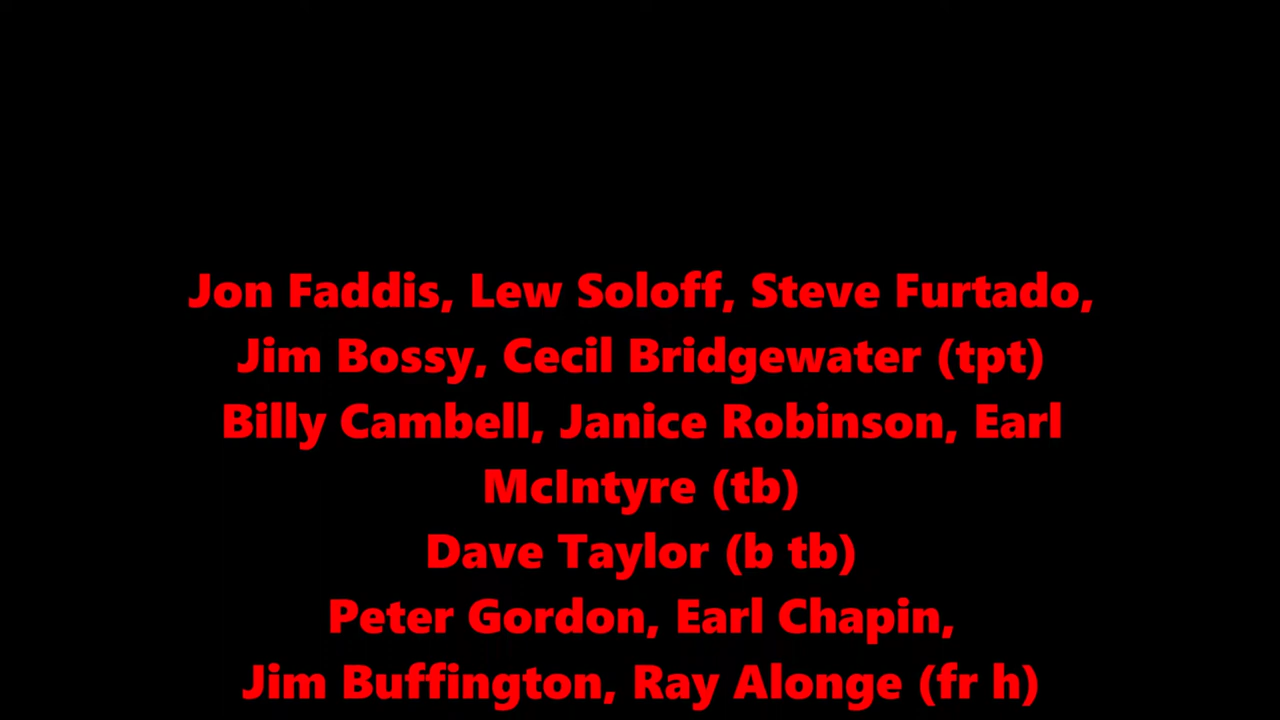 Jon Faddis, Lew Soloff, Steve Furtado,
Jim Bossy, Cecil Bridgewater (tpt)
Billy Cambell, Janice Robinson, Earl
McIntyre (tb)
Dave Taylor (b tb)
Peter Gordon, Earl Chapin,
Jim Buffington, Ray Alonge (fr h)